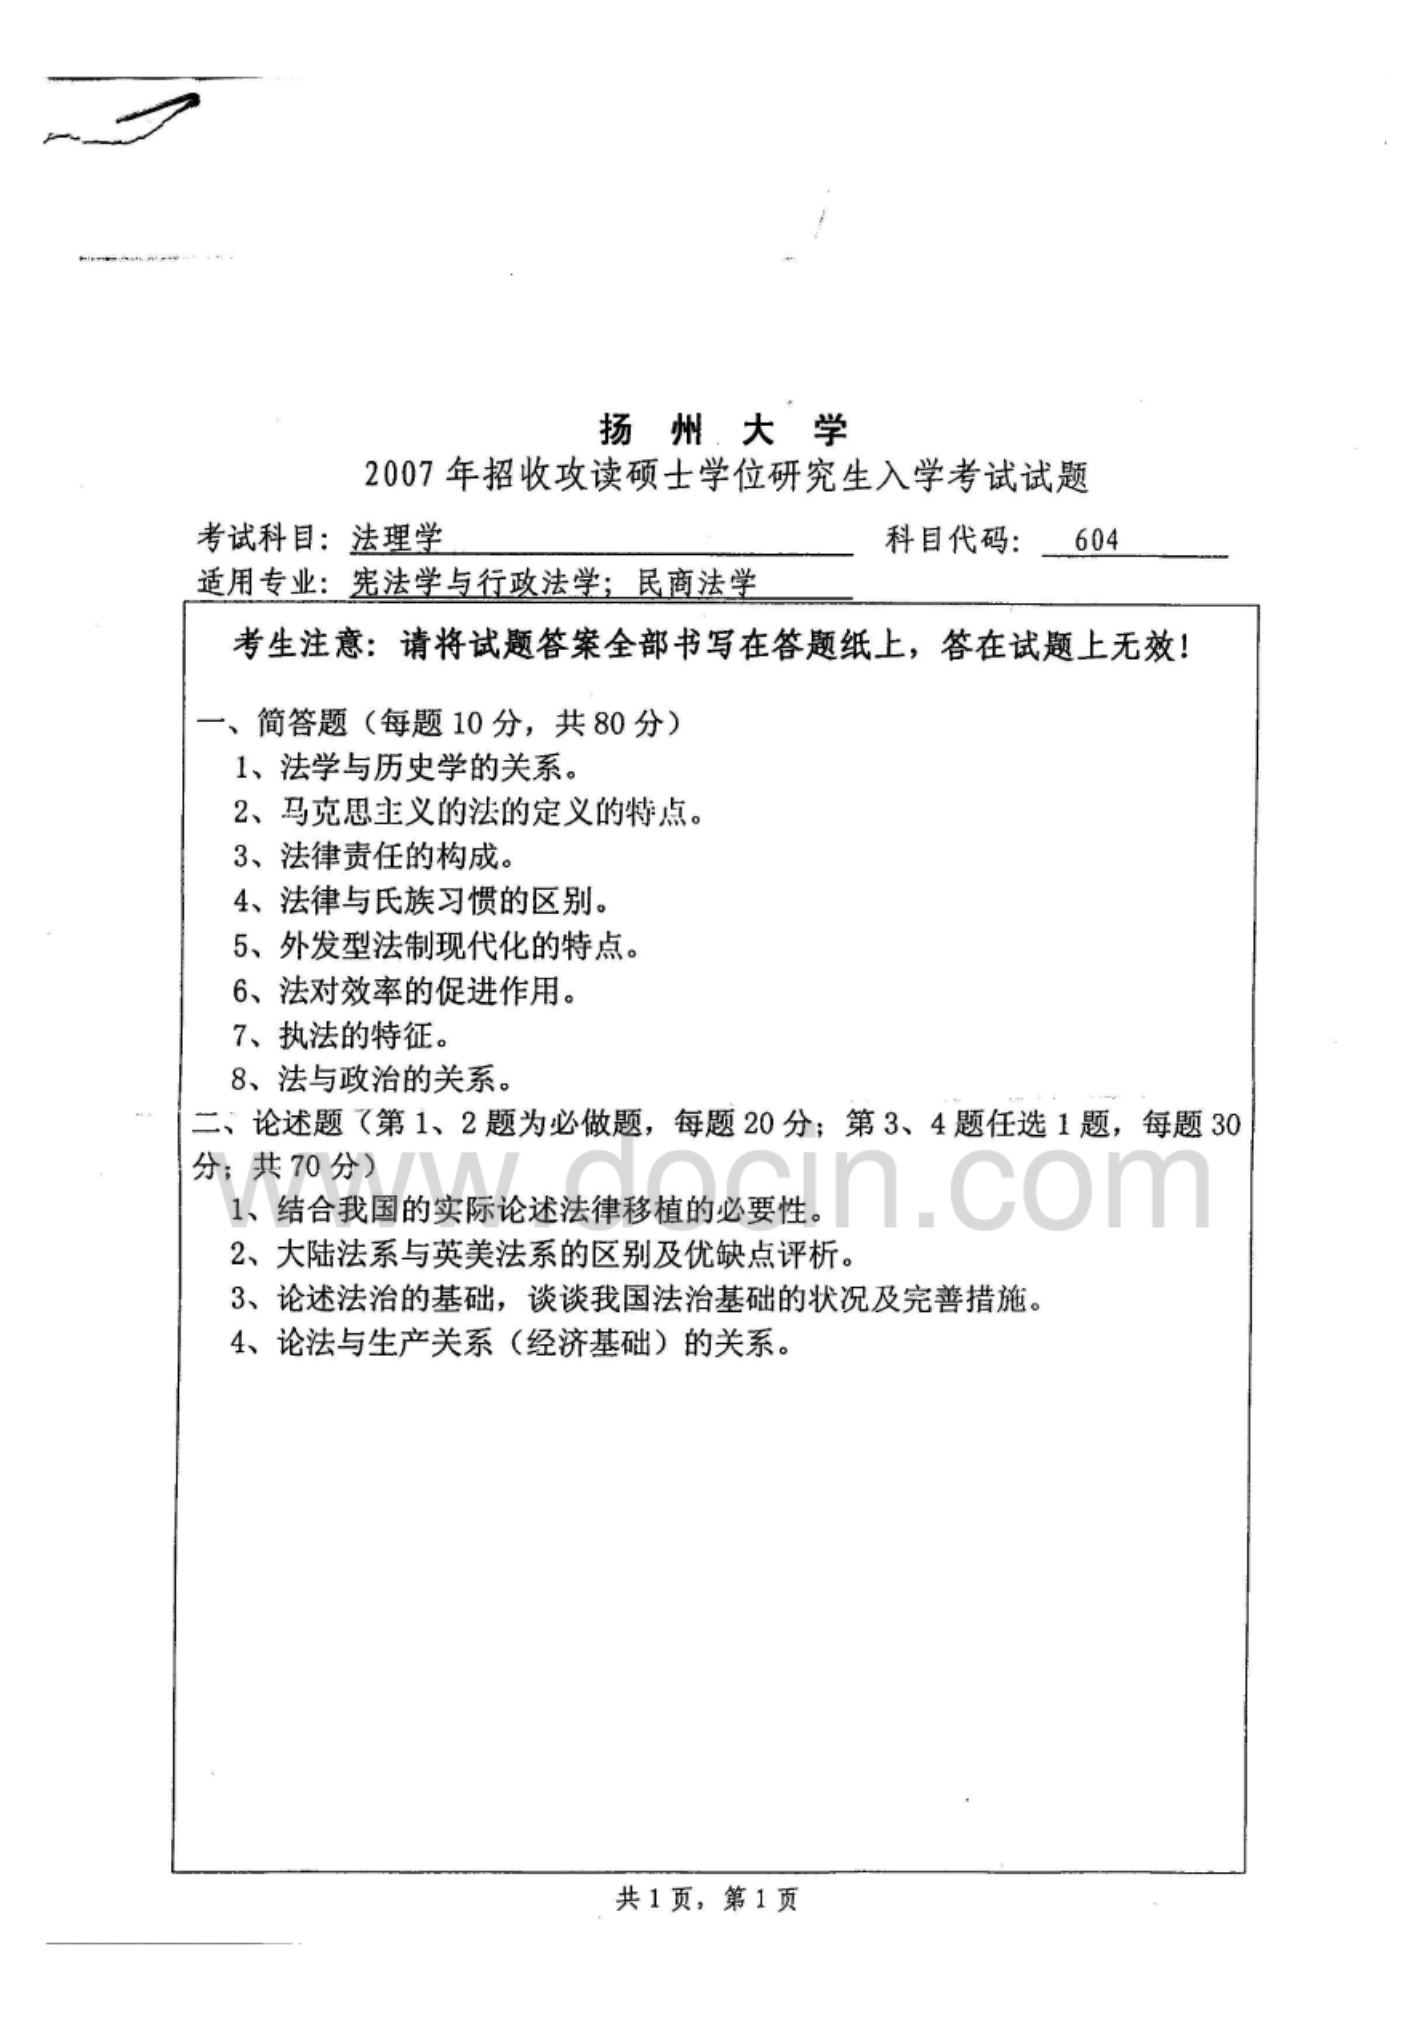 扬 州 大 学
2007 年招收攻读硕士学位研究生入学考试试题
考试科目：法理学 科目代码： 604
适用专业：宪法学与行政法学；民商法学
考生注意：请将试题答案全部书写在答题纸上，答在试题上无效！
一、简答题（每题 10 分，共 80 分）
1、法学与历史学的关系。
2、马克思主义的法的定义的特点。
3、法律责任的构成。
4、法律与氏族习惯的区别。
5、外发型法制现代化的特点。
6、法对效率的促进作用。
7、执法的特征。
8、法与政治的关系。
二、论述题（第 1、2 题为必做题，每题 20 分；第 3、4 题任选 1 题，每题 30
分；共 70 分）
www.docin.com
1、结合我国的实际论述法律移植的必要性。
2、大陆法系与英美法系的区别及优缺点评析。
3、论述法治的基础，谈谈我国法治基础的状况及完善措施。
4、论法与生产关系（经济基础）的关系。
共 1 页，第 1 页